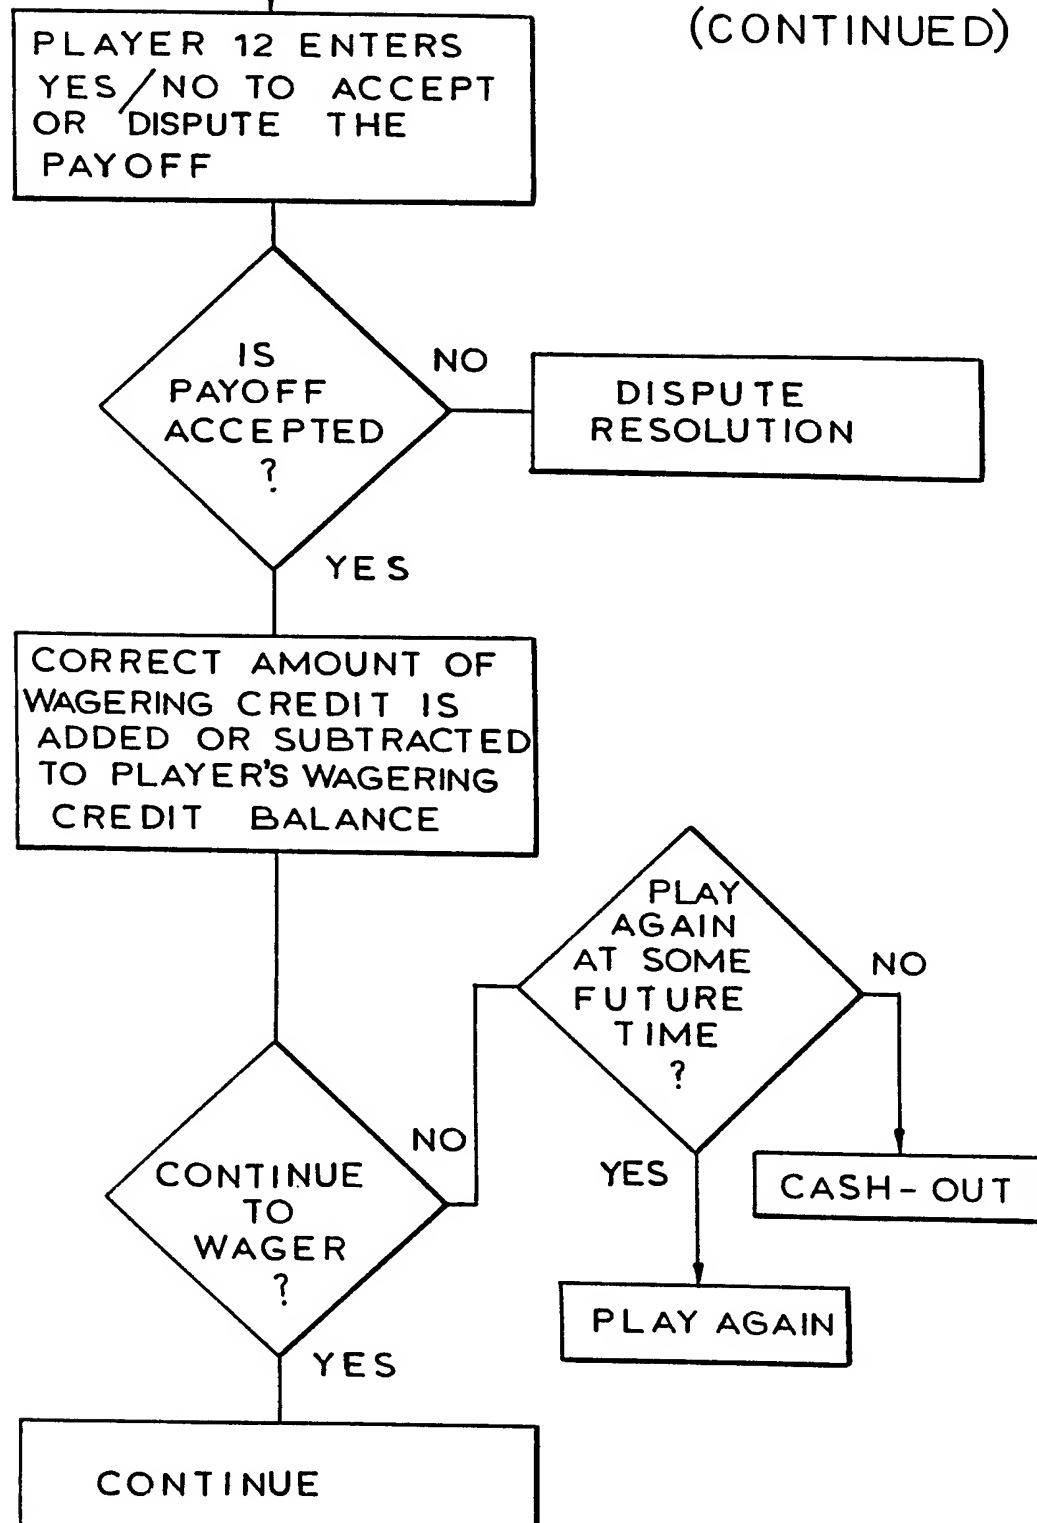 (CONTINUED)
PLAYER 12 ENTERS
YES/NO TO ACCEPT
OR DISPUTE THE
PAYOFF
IS
PAYOFF
ACCEPTED
?
NO
DISPUTE
RESOLUTION
YES
CORRECT AMOUNT OF
WAGERING CREDIT IS
ADDED OR SUBTRACTED
TO PLAYER'S WAGERING
CREDIT BALANCE
PLAY
AGAIN
AT SOME
FUTURE
TIME
?
NO
CASH-OUT
YES
PLAY AGAIN
CONTINUE
TO
WAGER
?
NO
YES
CONTINUE